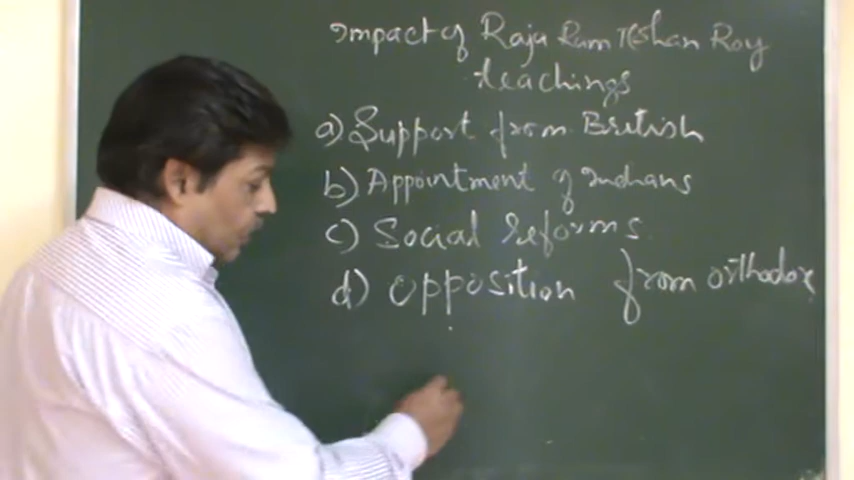 Impact of Raja Ram Mohan Roy
teachings
a) Support from British
b) Appointment of Indians
c) Social reforms
d) Opposition from orthodox